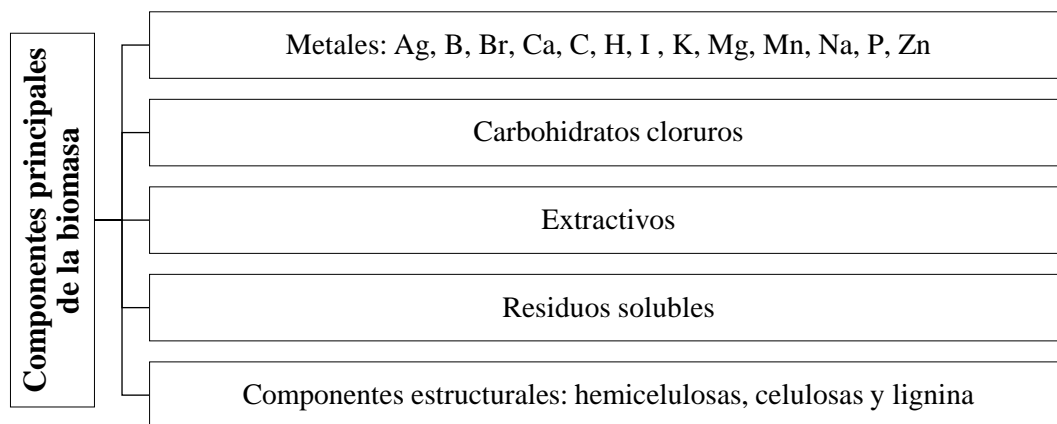 Componentes principales
de la biomasa
Metales: Ag, B, Br, Ca, C, H, I , K, Mg, Mn, Na, P, Zn
Carbohidratos cloruros
Extractivos
Residuos solubles
Componentes estructurales: hemicelulosas, celulosas y lignina